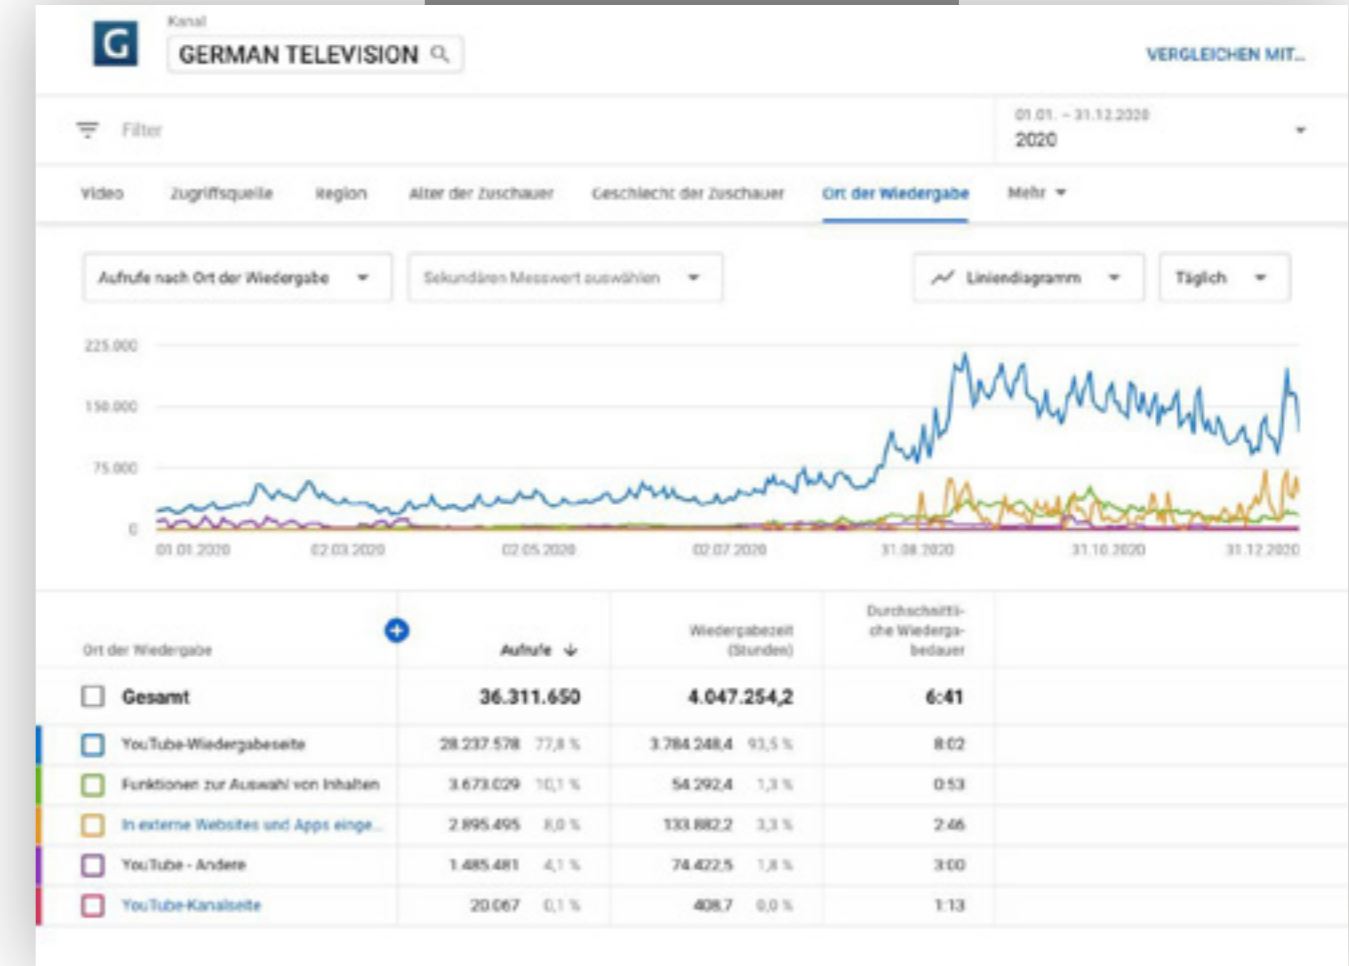 G
Kanal
GERMAN TELEVISION
VERGLEICHEN MIT...
Filter
01.01. – 31.12.2020
2020
Video Zugriffsquelle Region Alter der Zuschauer Geschlecht der Zuschauer Ort der Wiedergabe Mehr
Aufrufe nach Ort der Wiedergabe Sekundären Messwert auswählen Liniendiagramm Täglich
225.000
150.000
75.000
0
01.01.2020 02.03.2020 02.05.2020 02.07.2020 31.08.2020 31.10.2020 31.12.2020
Ort der Wiedergabe
Aufrufe
Wiedergabezeit
(Stunden)
Durchschnittli-
che Wiederga-
bedauer
Gesamt 36.311.650 4.047.254,2 6:41
YouTube-Wiedergabeseite 28.237.578 77,8 % 3.784.248,4 93,5 % 8:02
Funktionen zur Auswahl von Inhalten 3.673.029 10,1 % 54.292,4 1,3 % 0:53
In externe Websites und Apps einge... 2.895.495 8,0 % 133.882,2 3,3 % 2:46
YouTube - Andere 1.485.481 4,1 % 74.422,5 1,8 % 3:00
YouTube-Kanalseite 20.067 0,1 % 408,7 0,0 % 1:13